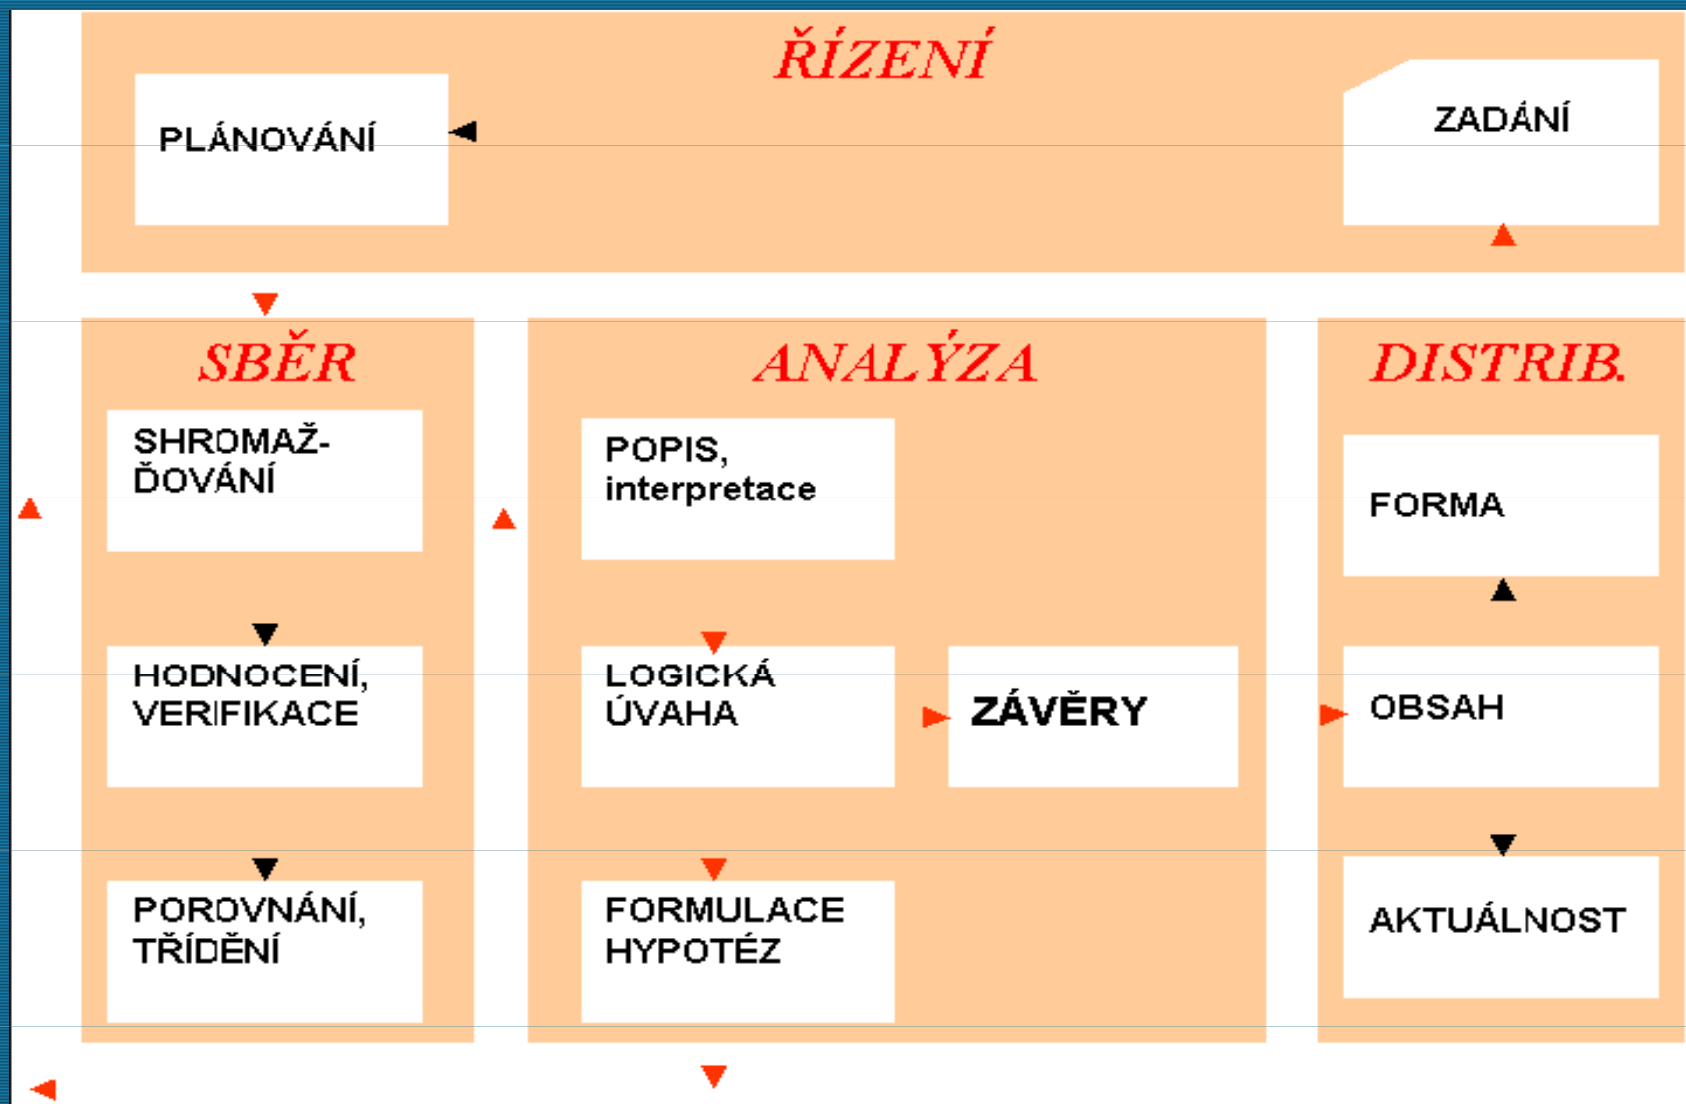 ŘÍZENÍ
PLÁNOVÁNÍ
ZADÁNÍ
SBĚR
SHROMAŽ-
ĎOVÁNÍ
HODNOCENÍ,
VERIFIKACE
POROVNÁNÍ,
TŘÍDĚNÍ
ANALÝZA
POPIS,
interpretace
LOGICKÁ
ÚVAHA
ZÁVĚRY
FORMULACE
HYPOTÉZ
DISTRIB.
FORMA
OBSAH
AKTUÁLNOST